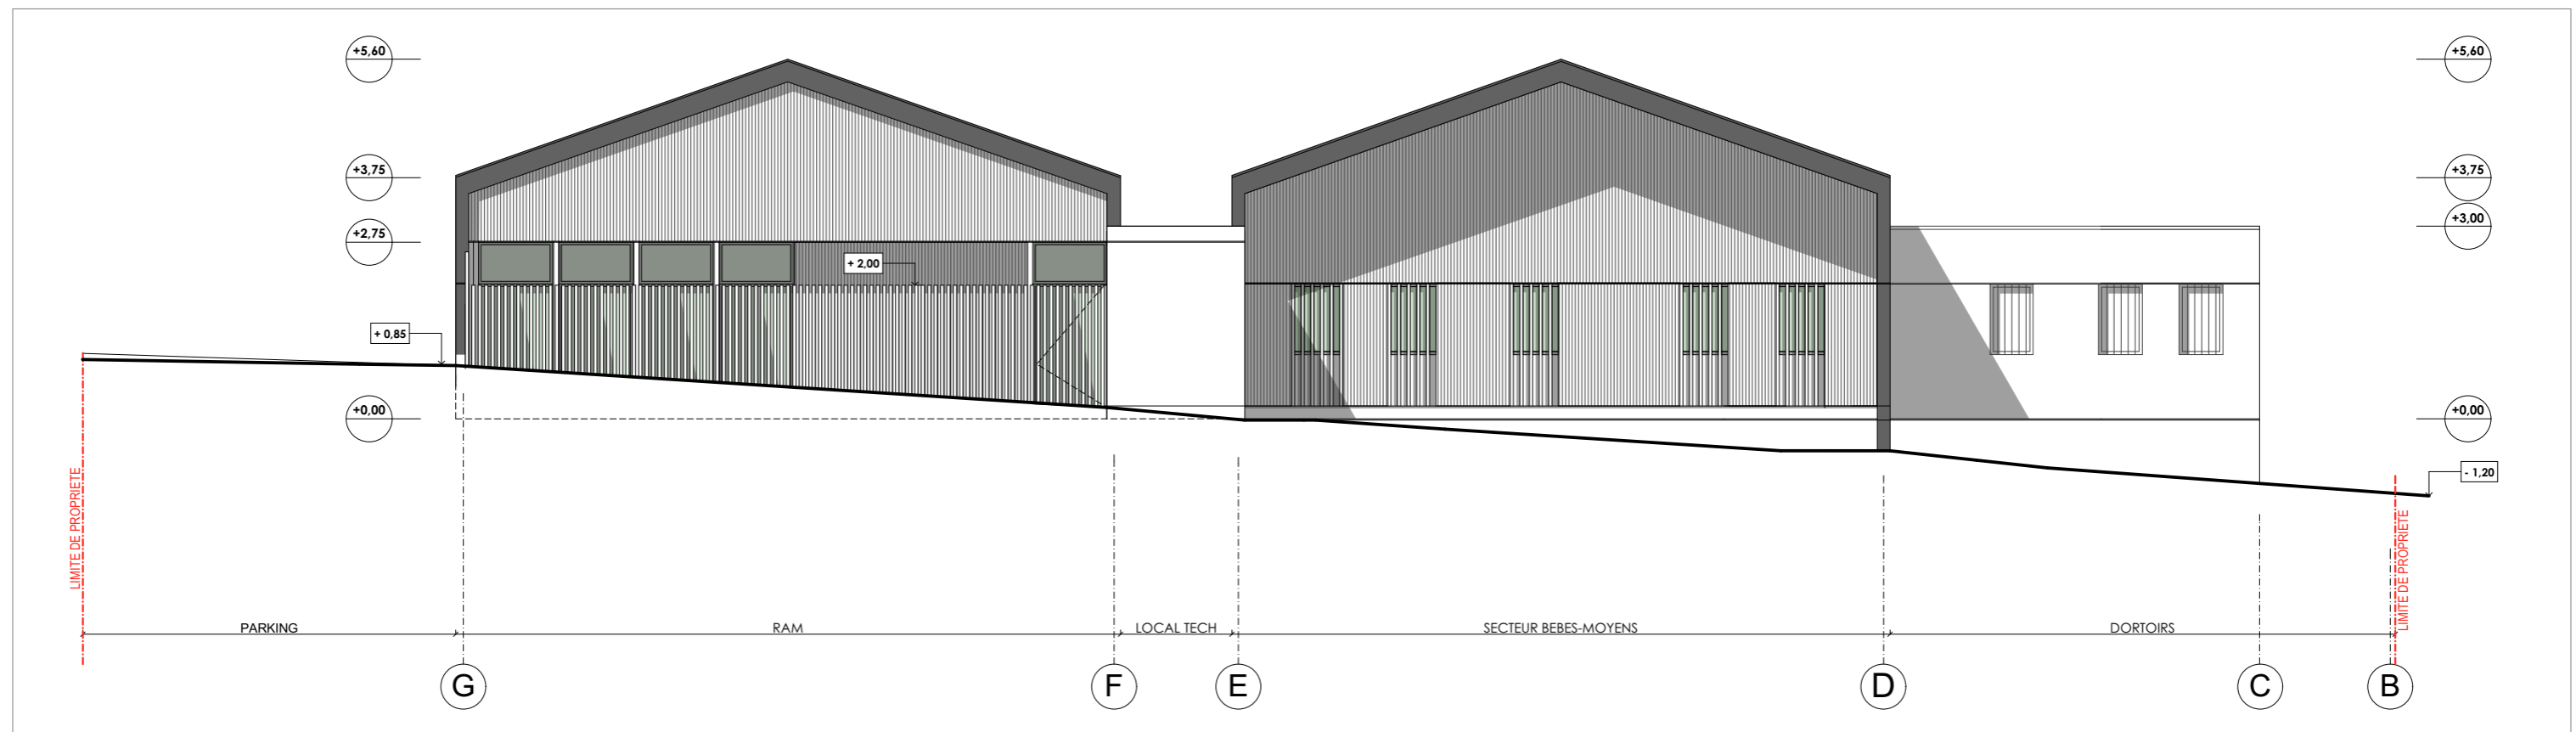 +5,60
+5,60
+3,75
+3,75
+3,00
+2,75
+ 2,00
+ 0,85
+0,00
+0,00
- 1,20
LIMITE DE PROPRIETE
LIMITE DE PROPRIETE
PARKING
RAM
LOCAL TECH
SECTEUR BEBES-MOYENS
DORTOIRS
G
F
E
D
C
B